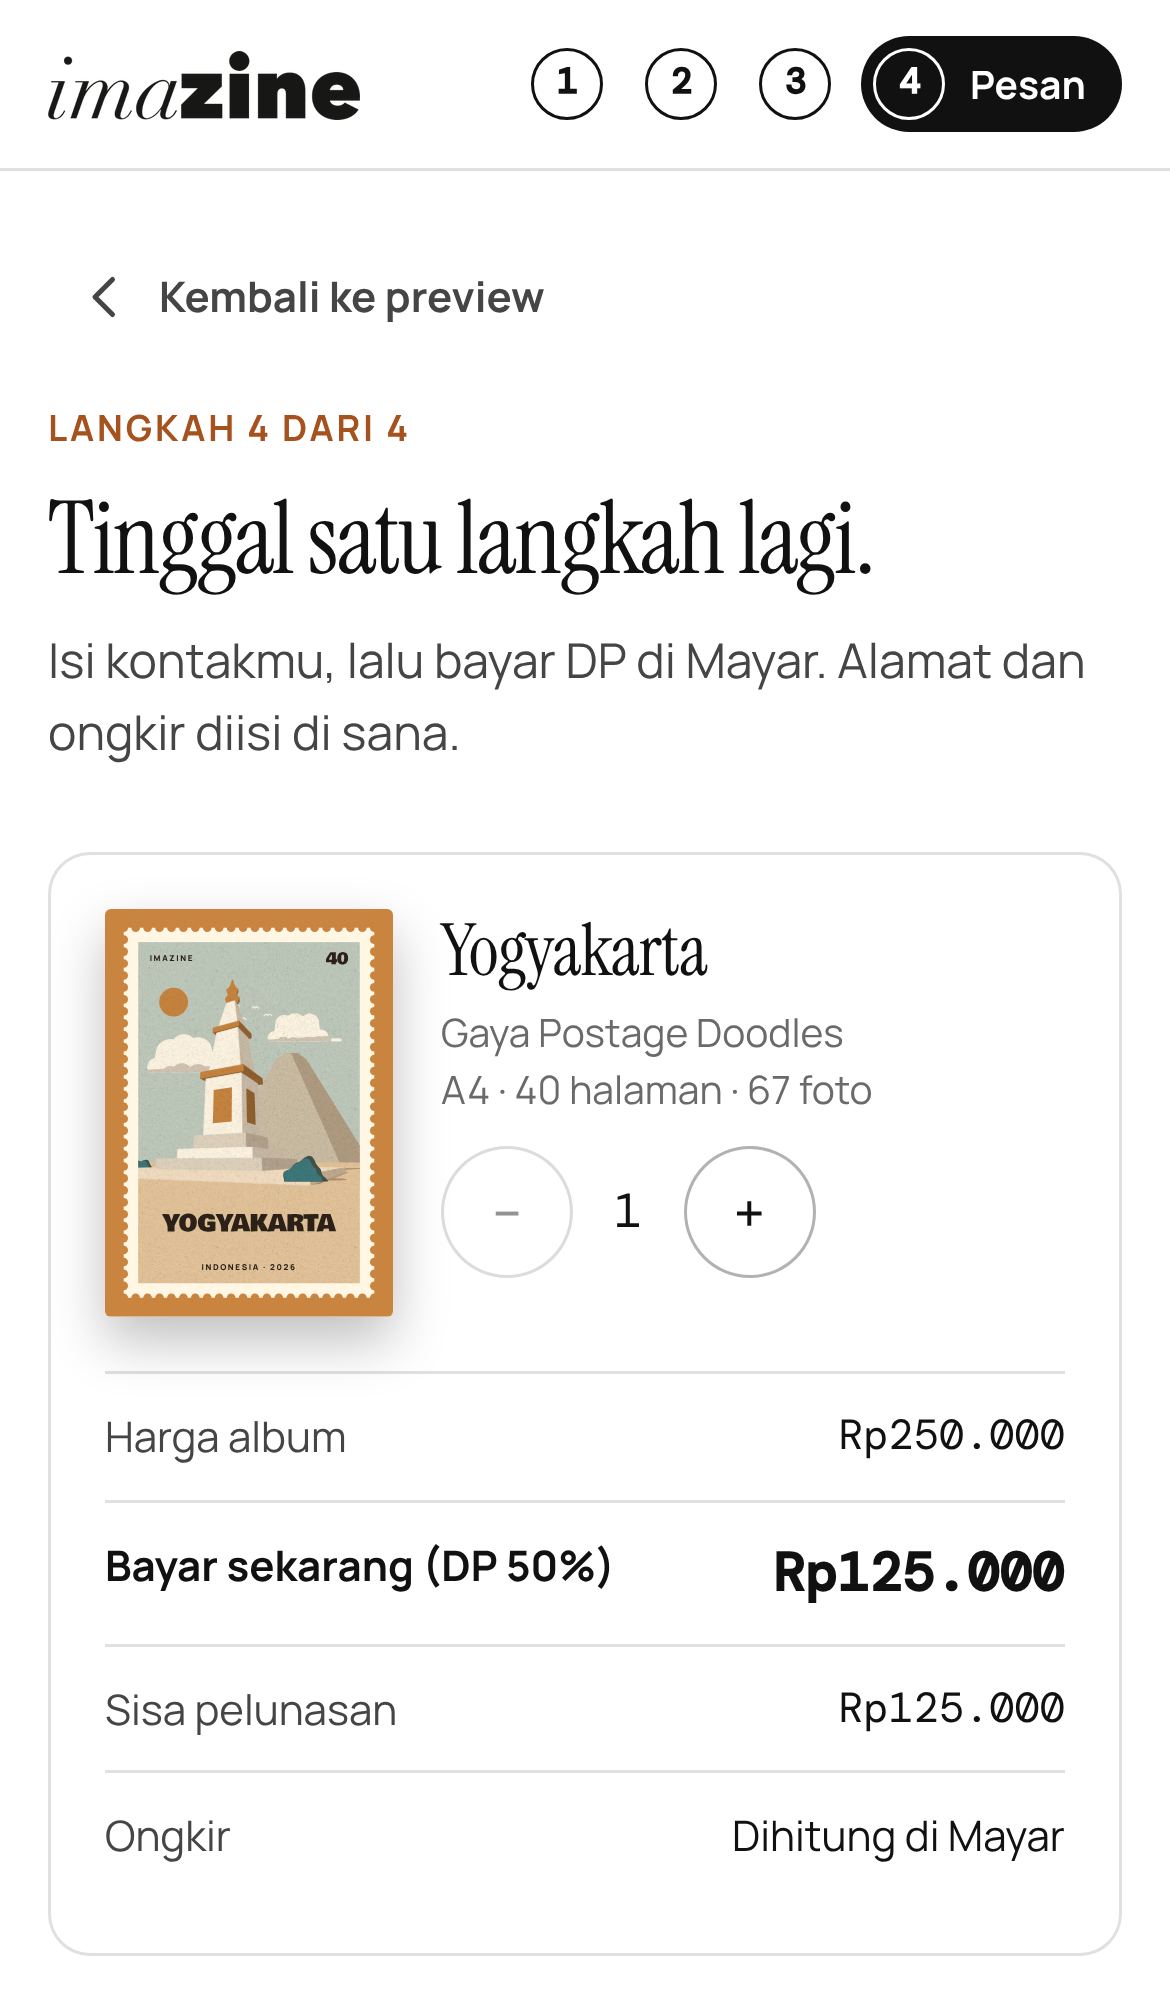 imazine
1
2
3
4 Pesan
Kembali ke preview
LANGKAH 4 DARI 4
Tinggal satu langkah lagi.
Isi kontakmu, lalu bayar DP di Mayar. Alamat dan
ongkir diisi di sana.
IMAZINE
40
YOGYAKARTA
INDONESIA · 2026
Yogyakarta
Gaya Postage Doodles
A4 · 40 halaman · 67 foto
− 1 +
Harga album Rp250.000
Bayar sekarang (DP 50%) Rp125.000
Sisa pelunasan Rp125.000
Ongkir Dihitung di Mayar